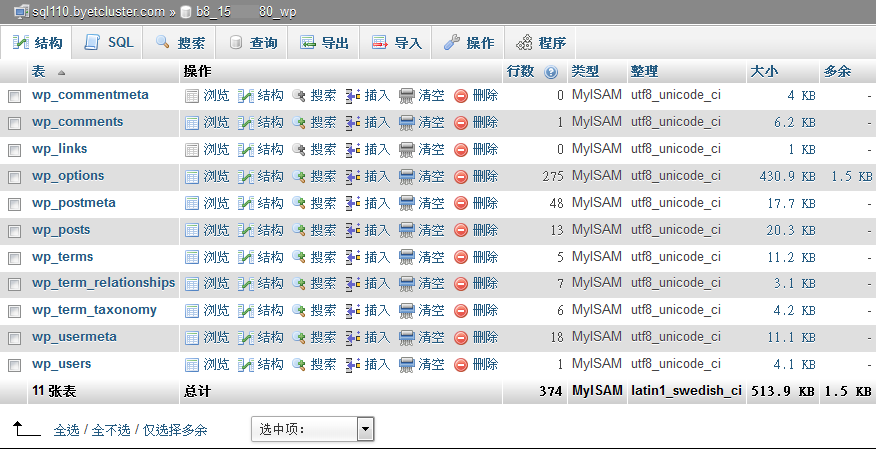 sql110.byetcluster.com » b8_15 80_wp
结构 SQL 搜索 查询 导出 导入 操作 程序
表 操作 行数 类型 整理 大小 多余
wp_commentmeta 浏览 结构 搜索 插入 清空 删除 0 MyISAM utf8_unicode_ci 4 KB -
wp_comments 浏览 结构 搜索 插入 清空 删除 1 MyISAM utf8_unicode_ci 6.2 KB -
wp_links 浏览 结构 搜索 插入 清空 删除 0 MyISAM utf8_unicode_ci 1 KB -
wp_options 浏览 结构 搜索 插入 清空 删除 275 MyISAM utf8_unicode_ci 430.9 KB 1.5 KB
wp_postmeta 浏览 结构 搜索 插入 清空 删除 48 MyISAM utf8_unicode_ci 17.7 KB -
wp_posts 浏览 结构 搜索 插入 清空 删除 13 MyISAM utf8_unicode_ci 20.3 KB -
wp_terms 浏览 结构 搜索 插入 清空 删除 5 MyISAM utf8_unicode_ci 11.2 KB -
wp_term_relationships 浏览 结构 搜索 插入 清空 删除 7 MyISAM utf8_unicode_ci 3.1 KB -
wp_term_taxonomy 浏览 结构 搜索 插入 清空 删除 6 MyISAM utf8_unicode_ci 4.2 KB -
wp_usermeta 浏览 结构 搜索 插入 清空 删除 18 MyISAM utf8_unicode_ci 11.1 KB -
wp_users 浏览 结构 搜索 插入 清空 删除 1 MyISAM utf8_unicode_ci 4.1 KB -
11 张表 总计 374 MyISAM latin1_swedish_ci 513.9 KB 1.5 KB
全选 / 全不选 / 仅选择多余 选中项: